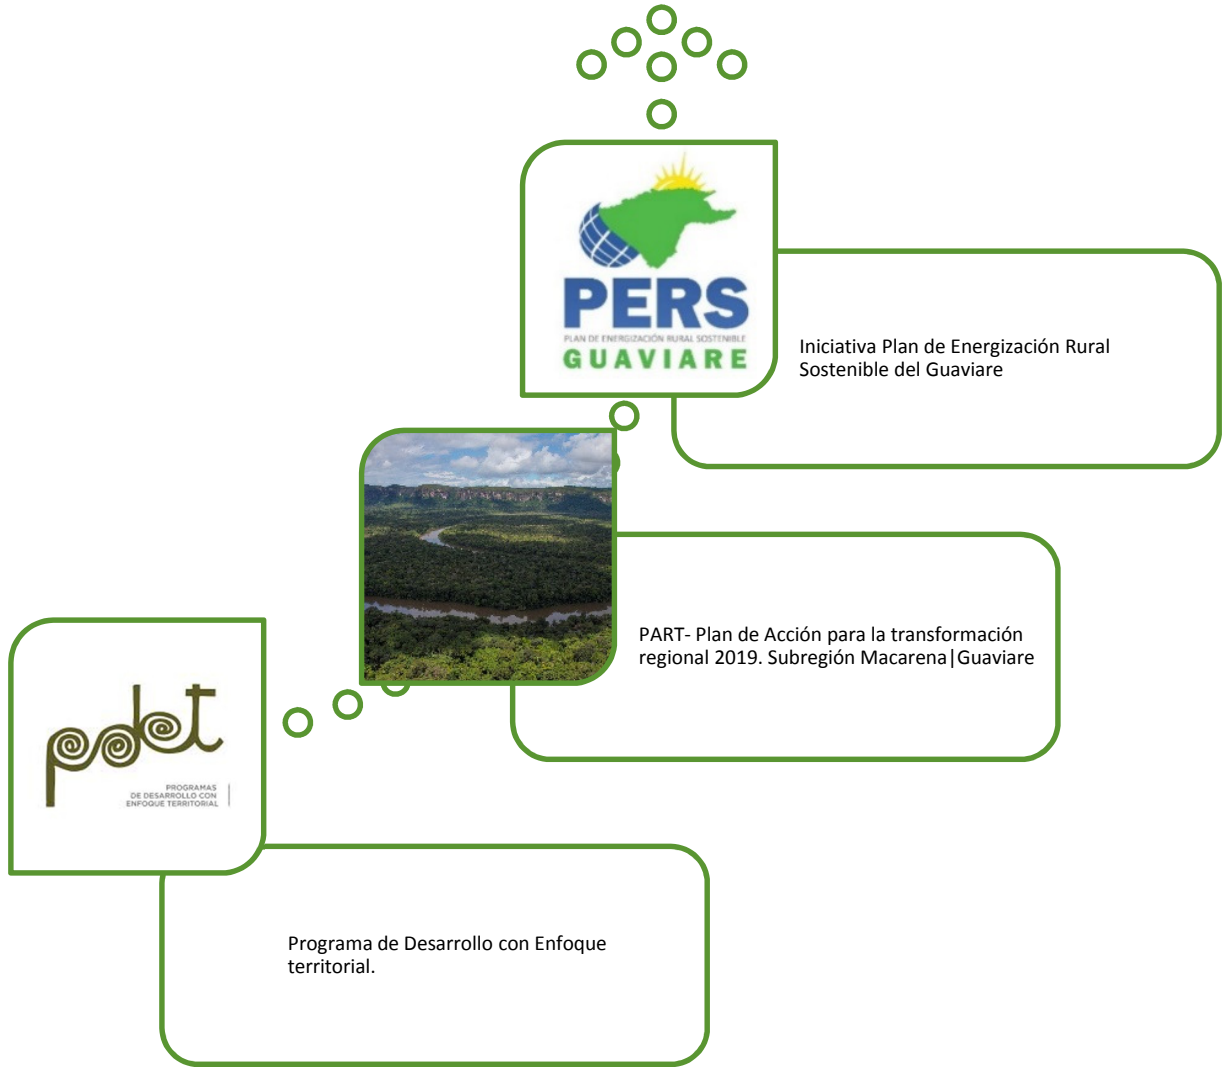 PERS
PLAN DE ENERGIZACIÓN RURAL SOSTENIBLE
GUAVIARE
Iniciativa Plan de Energización Rural
Sostenible del Guaviare
PART- Plan de Acción para la transformación
regional 2019. Subregión Macarena|Guaviare
pdet
PROGRAMAS
DE DESARROLLO CON
ENFOQUE TERRITORIAL
Programa de Desarrollo con Enfoque
territorial.